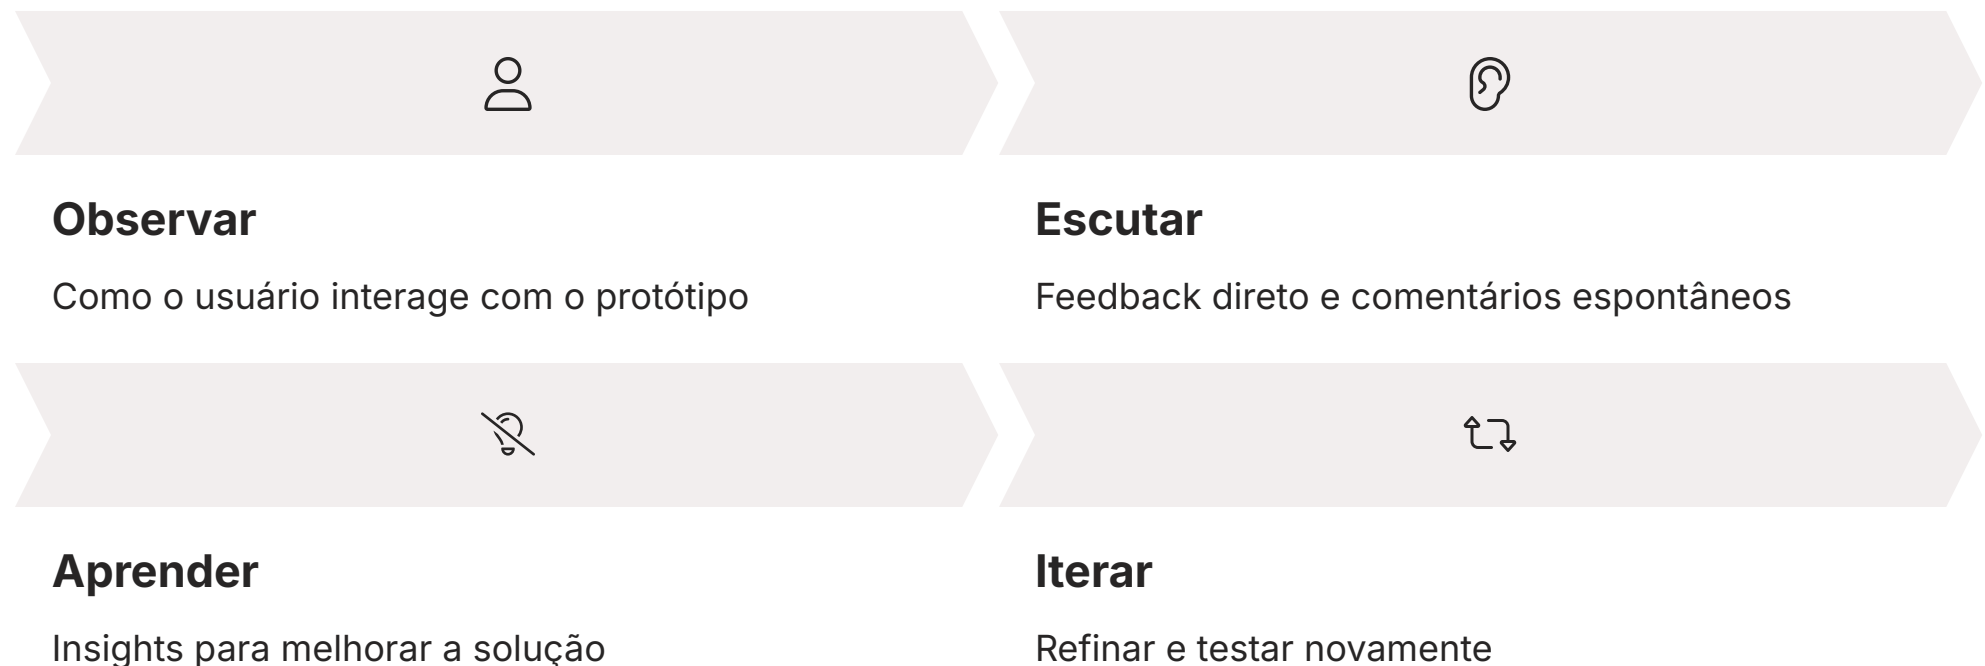 Observar
Como o usuário interage com o protótipo
Escutar
Feedback direto e comentários espontâneos
Aprender
Insights para melhorar a solução
Iterar
Refinar e testar novamente